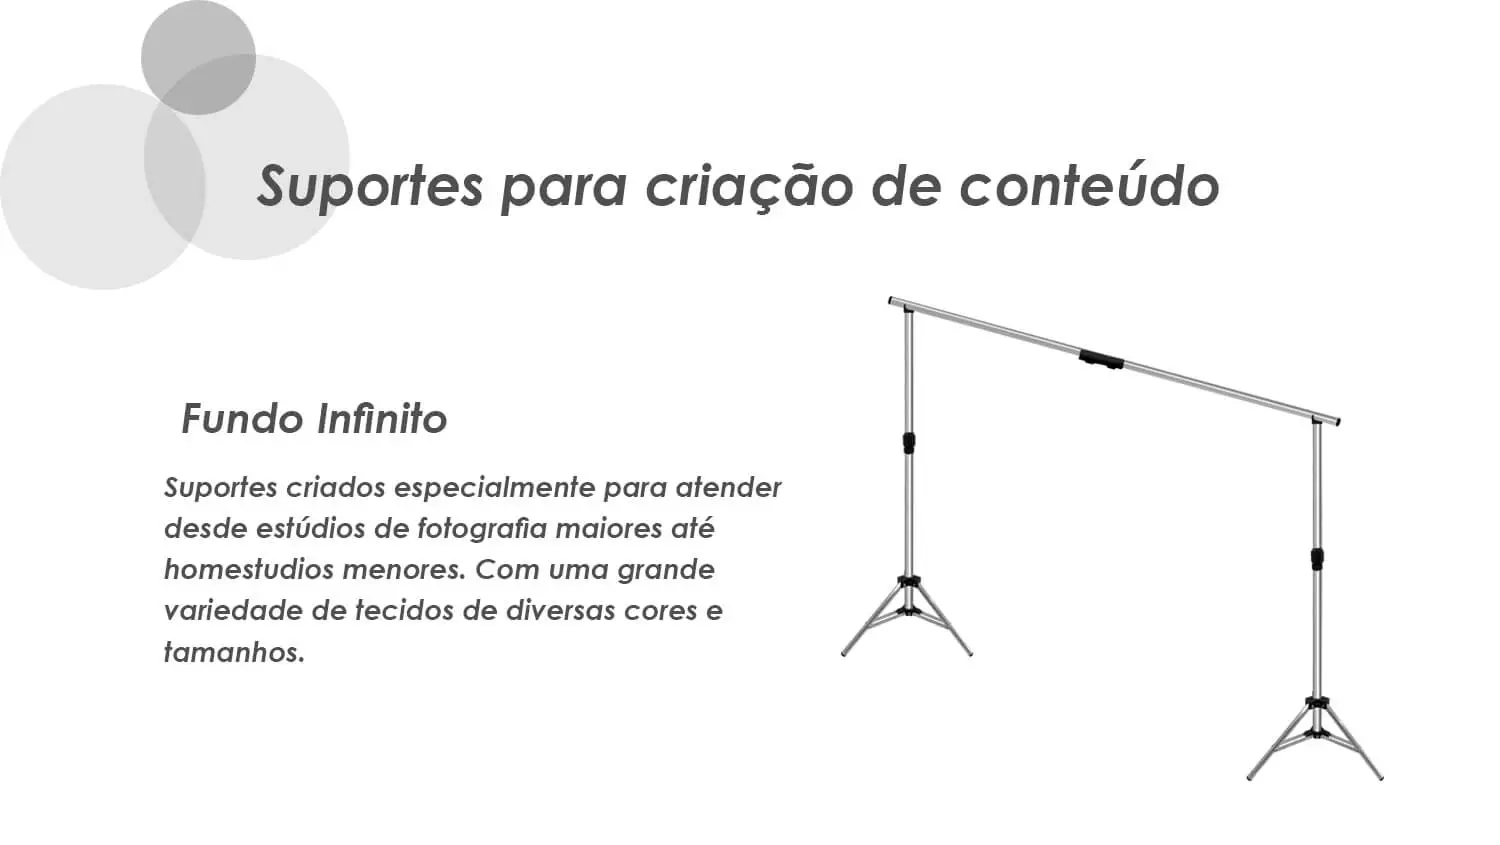 Suportes para criação de conteúdo
Fundo Infinito
Suportes criados especialmente para atender
desde estúdios de fotografia maiores até
homestudios menores. Com uma grande
variedade de tecidos de diversas cores e
tamanhos.